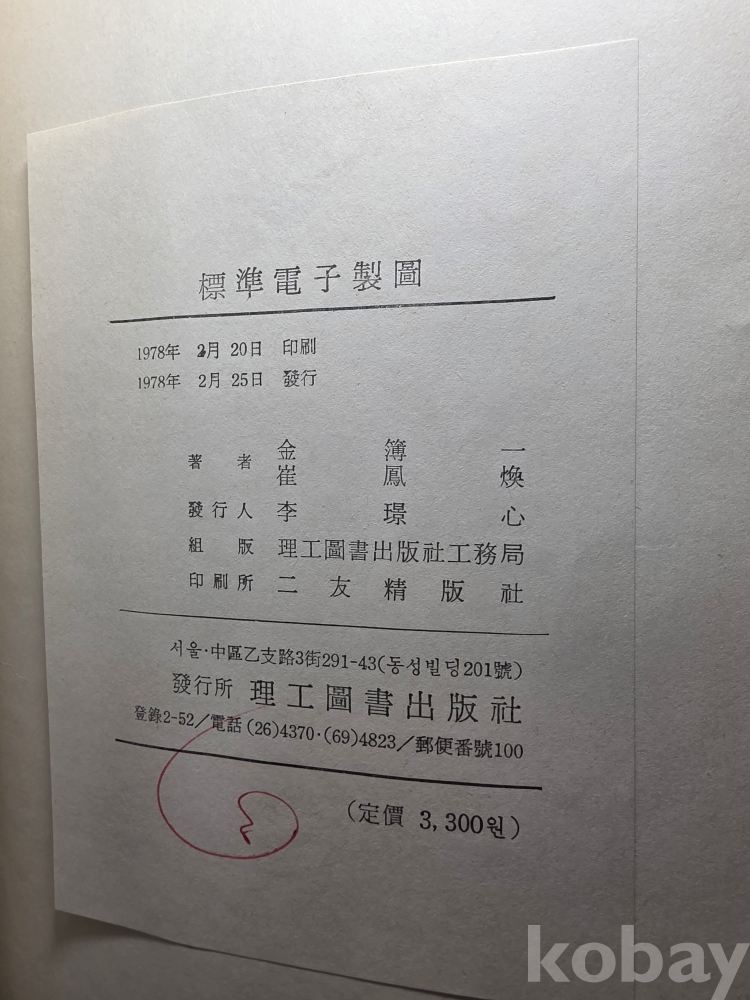 標準電子製圖
1978年 2月 20日 印刷
1978年 2月 25日 發行
著者 金簿一
崔鳳煥
發行人 李璟心
組版 理工圖書出版社工務局
印刷所 二友精版社
서울·中區乙支路3街291-43(동성빌딩201號)
發行所 理工圖書出版社
登錄2-52/電話 (26)4370·(69)4823/郵便番號100
(定價 3,300원)
kobay